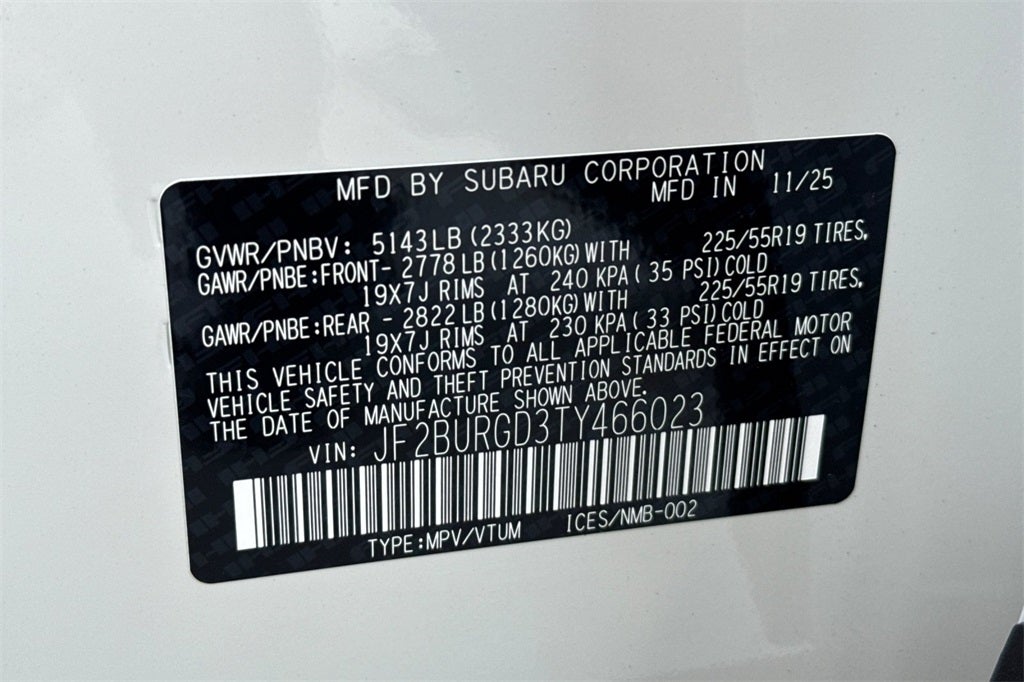 MFD BY SUBARU CORPORATION
MFD IN 11/25
GVWR/PNBV: 5143LB(2333KG)
GAWR/PNBE:FRONT- 2778LB(1260KG)WITH 225/55R19 TIRES,
19X7J RIMS AT 240 KPA(35 PSI)COLD
GAWR/PNBE:REAR - 2822LB(1280KG)WITH 225/55R19 TIRES,
19X7J RIMS AT 230 KPA(33 PSI)COLD
THIS VEHICLE CONFORMS TO ALL APPLICABLE FEDERAL MOTOR
VEHICLE SAFETY AND THEFT PREVENTION STANDARDS IN EFFECT ON
THE DATE OF MANUFACTURE SHOWN ABOVE.
VIN: JF2BURGD3TY466023
TYPE:MPV/VTUM ICES/NMB-002